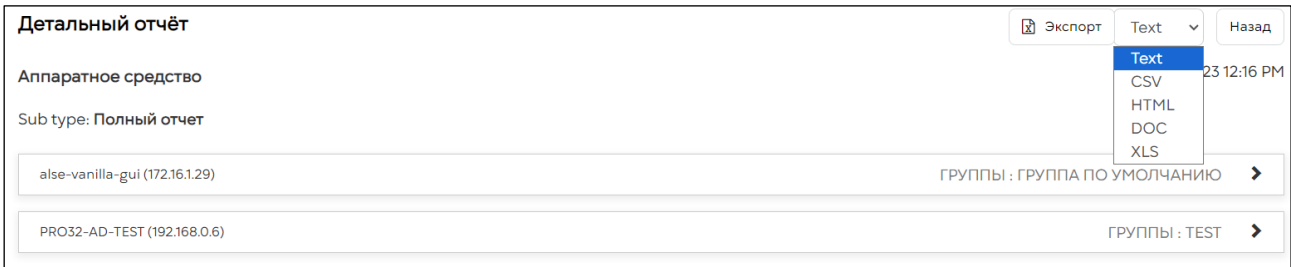 Детальный отчёт
Экспорт Text Назад
Text
Аппаратное средство 23 12:16 PM
CSV
HTML
Sub type: Полный отчет
DOC
XLS
alse-vanilla-gui (172.16.1.29) ГРУППЫ : ГРУППА ПО УМОЛЧАНИЮ
PRO32-AD-TEST (192.168.0.6) ГРУППЫ : TEST